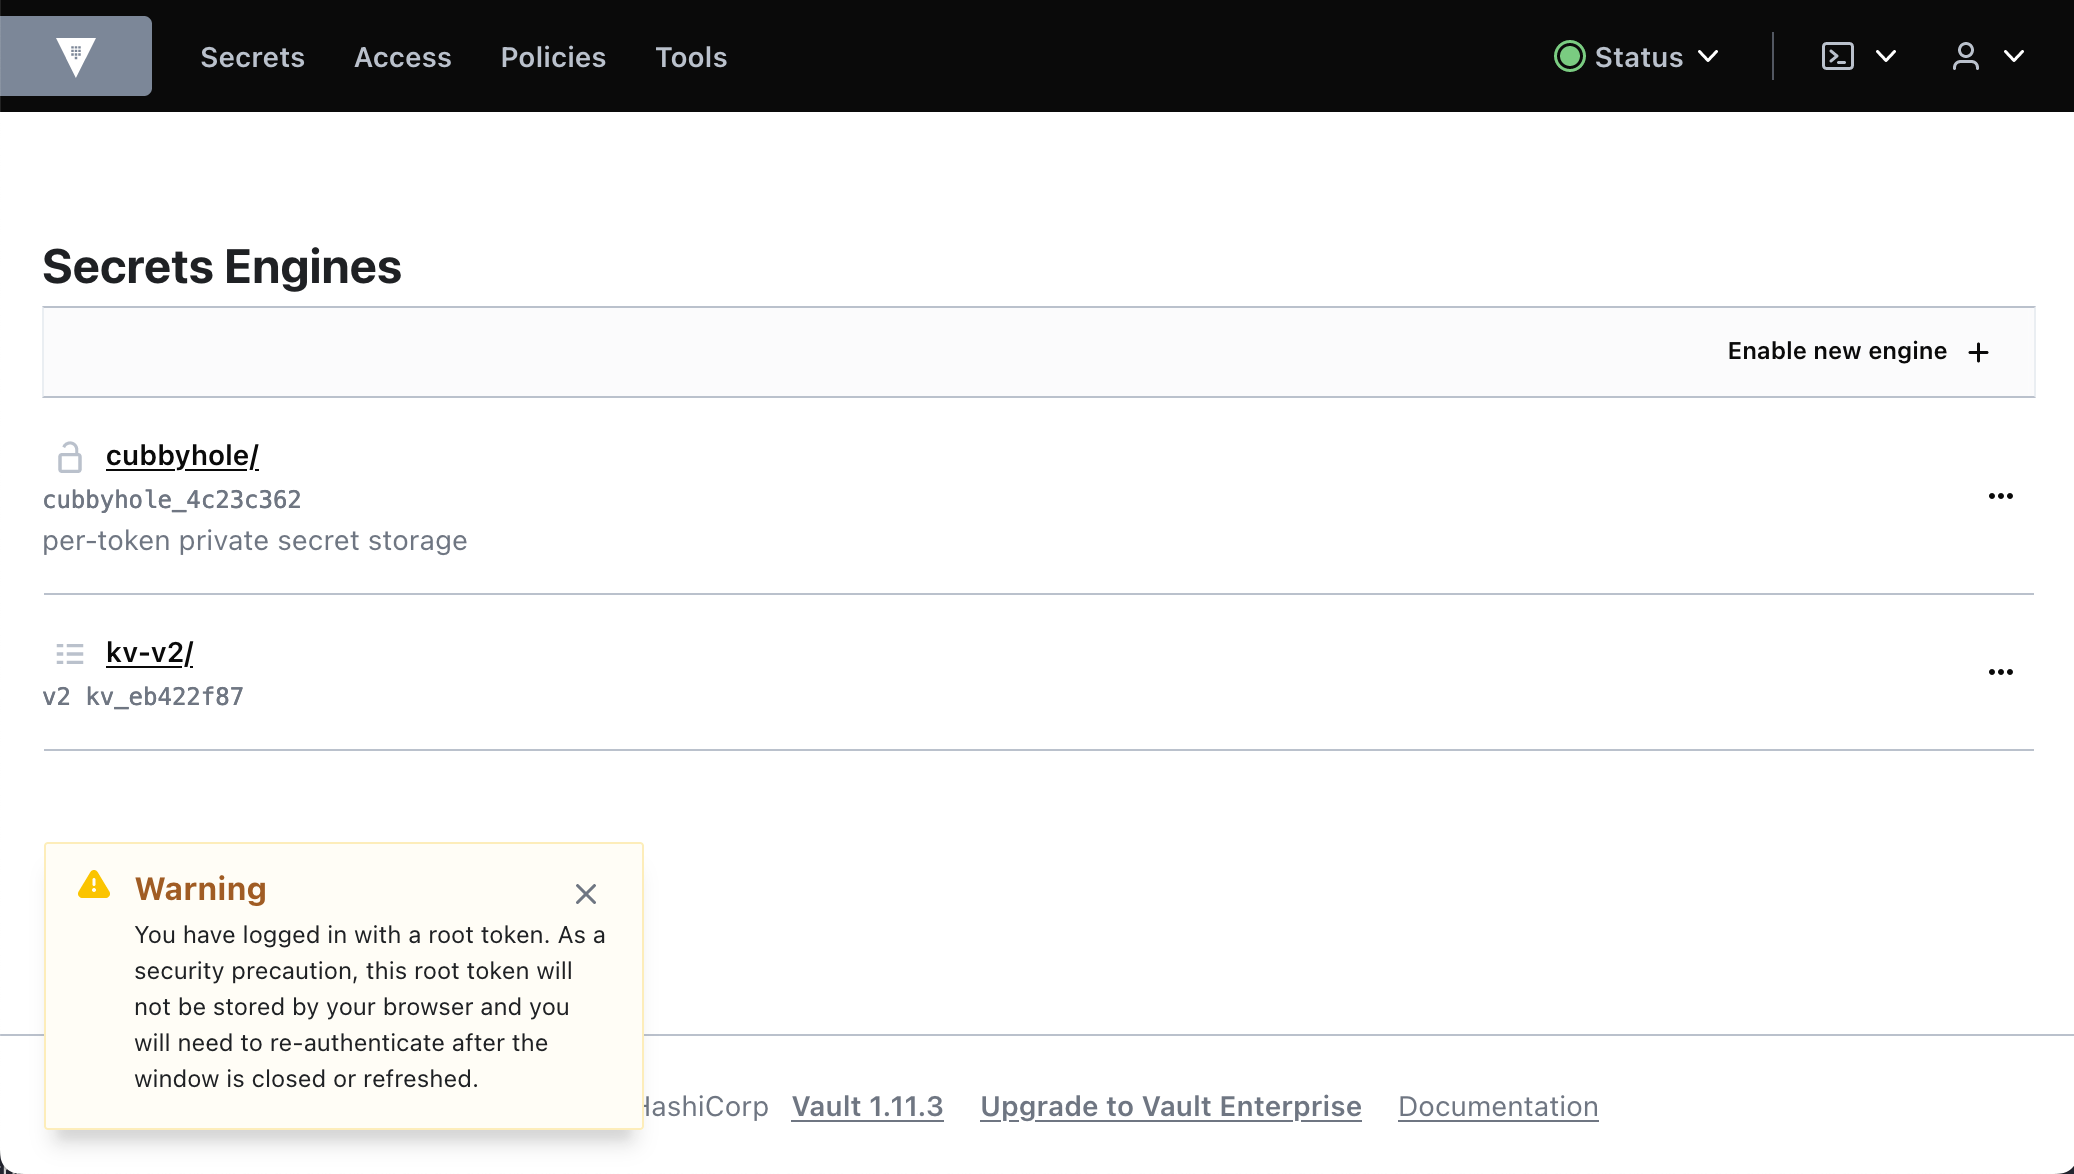 Secrets Access Policies Tools Status
Secrets Engines
Enable new engine
cubbyhole/
cubbyhole_4c23c362
per-token private secret storage
kv-v2/
v2 kv_eb422f87
Warning
You have logged in with a root token. As a
security precaution, this root token will
not be stored by your browser and you
will need to re-authenticate after the
window is closed or refreshed.
HashiCorp Vault 1.11.3 Upgrade to Vault Enterprise Documentation